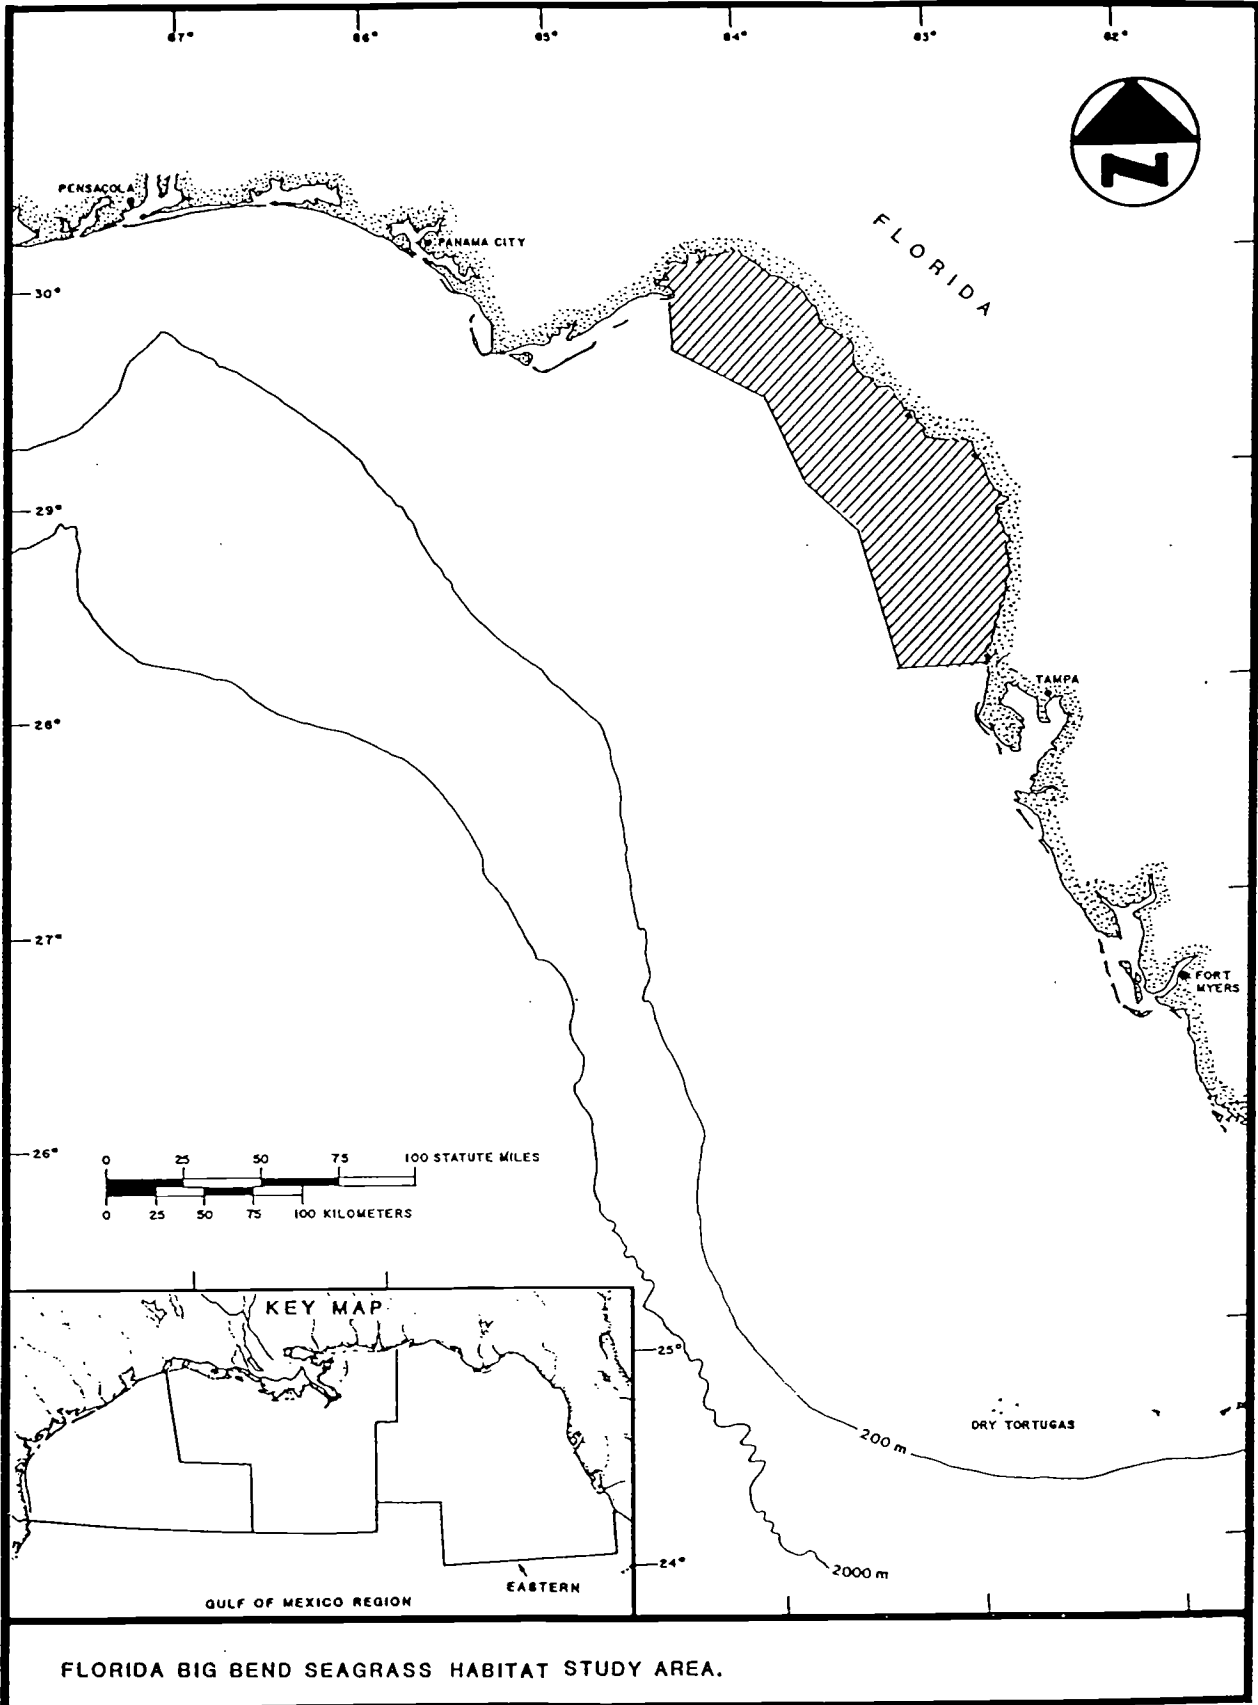 87° 86° 85° 84° 83° 82°
N
FLORIDA
PENSACOLA
PANAMA CITY
30°
29°
TAMPA
28°
27°
FORT
MYERS
26°
0 25 50 75 100 STATUTE MILES
0 25 50 75 100 KILOMETERS
KEY MAP
25°
DRY TORTUGAS
200 m
24°
2000 m
EASTERN
GULF OF MEXICO REGION
FLORIDA BIG BEND SEAGRASS HABITAT STUDY AREA.